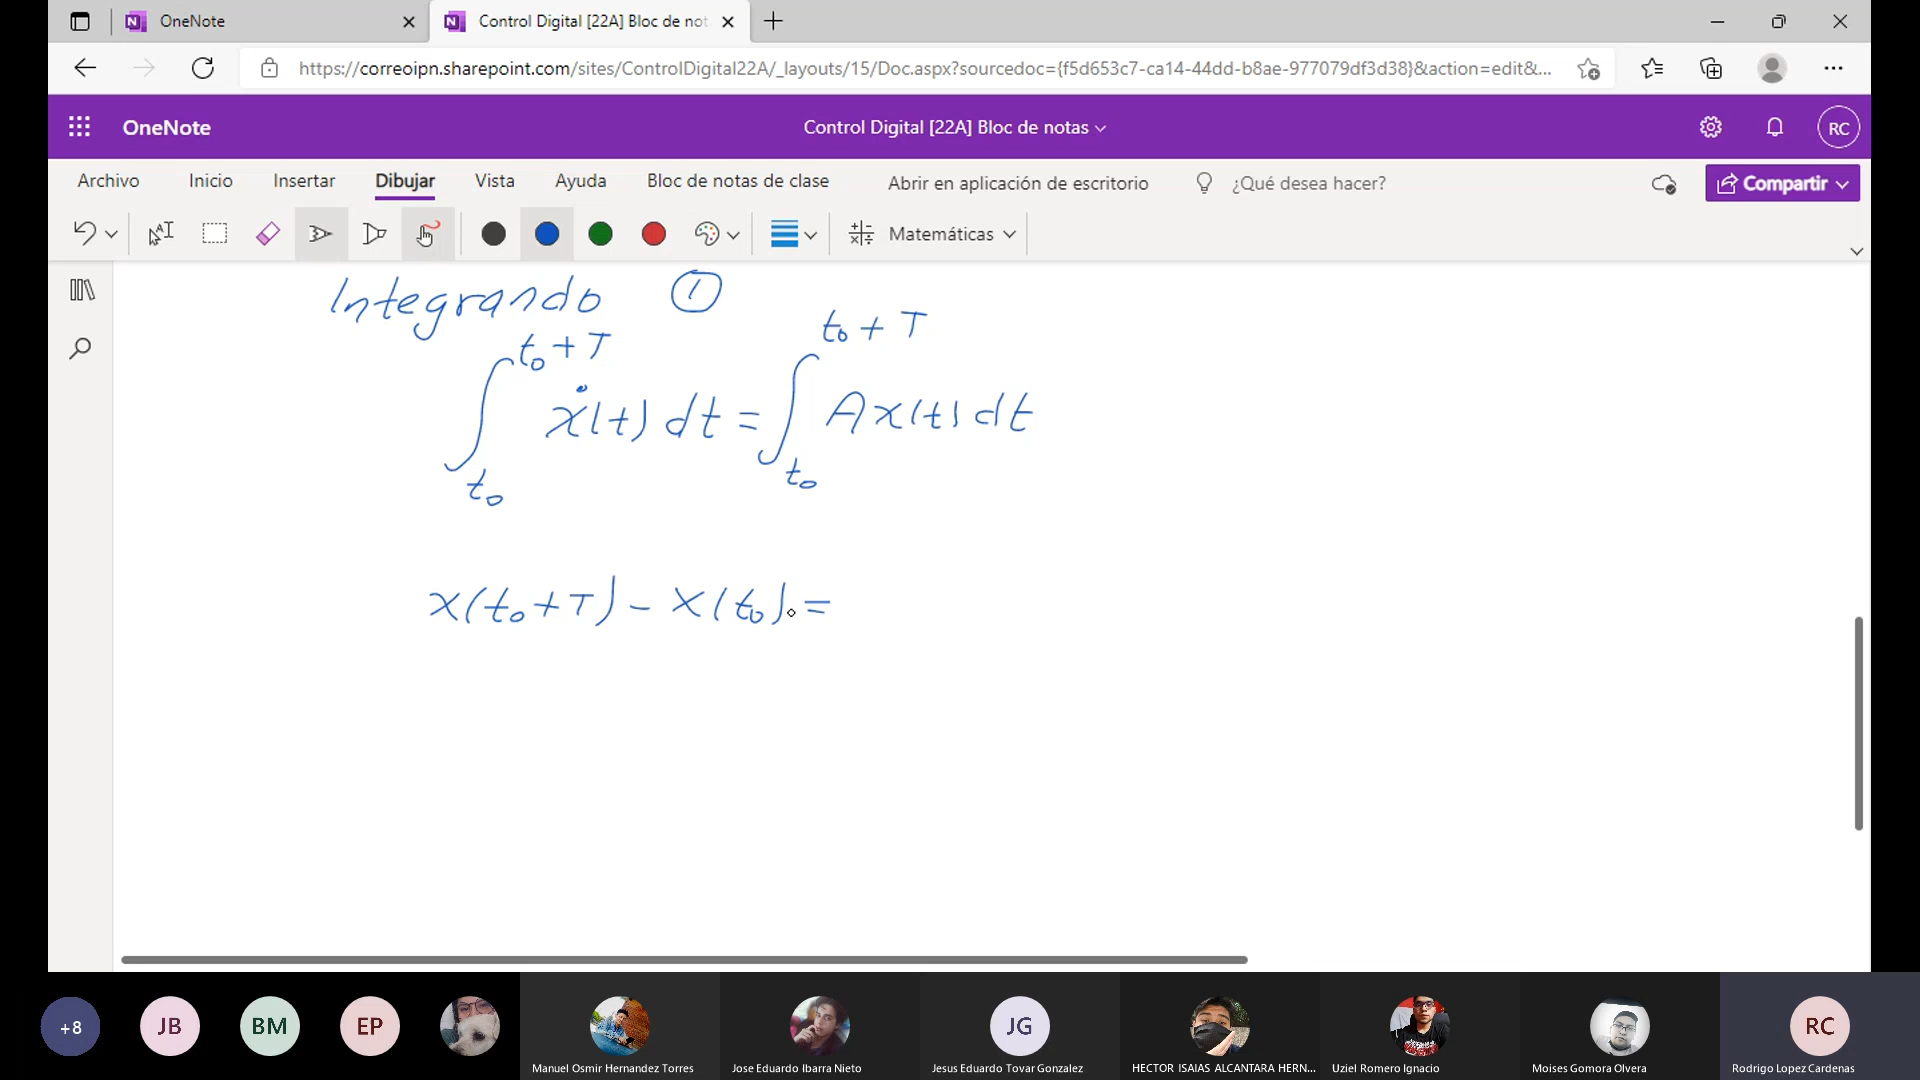 OneNote
Control Digital [22A] Bloc de not
https://correoipn.sharepoint.com/sites/ControlDigital22A/_layouts/15/Doc.aspx?sourcedoc={f5d653c7-ca14-44dd-b8ae-977079df3d38}&action=edit&...
OneNote
Control Digital [22A] Bloc de notas
RC
Archivo Inicio Insertar Dibujar Vista Ayuda Bloc de notas de clase Abrir en aplicación de escritorio ¿Qué desea hacer? Compartir
Matemáticas
Integrando ①
∫_{t₀}^{t₀+T} ẋ(t) dt = ∫_{t₀}^{t₀+T} A x(t) dt
x(t₀+T) - x(t₀) =
+8 JB BM EP JG RC
Manuel Osmir Hernandez Torres
Jose Eduardo Ibarra Nieto
Jesus Eduardo Tovar Gonzalez
HECTOR ISAIAS ALCANTARA HERN...
Uziel Romero Ignacio
Moises Gomora Olvera
Rodrigo Lopez Cardenas